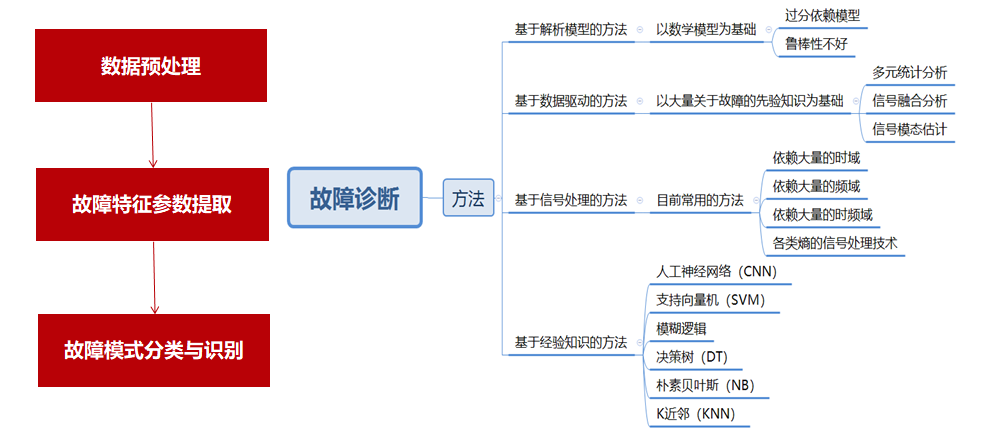 数据预处理
故障特征参数提取
故障模式分类与识别
故障诊断
方法
基于解析模型的方法
以数学模型为基础
过分依赖模型
鲁棒性不好
基于数据驱动的方法
以大量关于故障的先验知识为基础
多元统计分析
信号融合分析
信号模态估计
基于信号处理的方法
目前常用的方法
依赖大量的时域
依赖大量的频域
依赖大量的时频域
各类熵的信号处理技术
基于经验知识的方法
人工神经网络（CNN）
支持向量机（SVM）
模糊逻辑
决策树（DT）
朴素贝叶斯（NB）
K近邻（KNN）